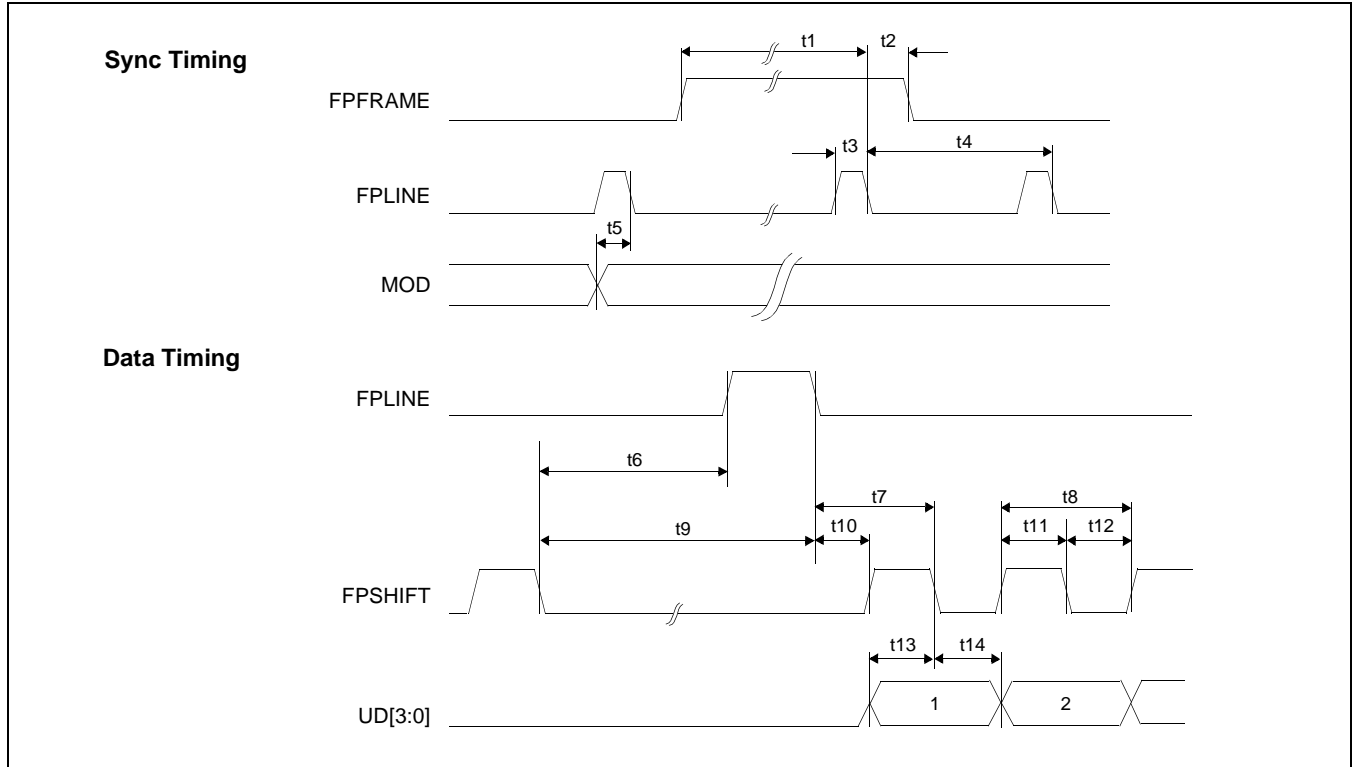 Sync Timing
t1
t2
FPFRAME
t3
t4
FPLINE
t5
MOD
Data Timing
FPLINE
t6
t7
t8
t9
t10
t11
t12
FPSHIFT
t13
t14
UD[3:0]
1
2